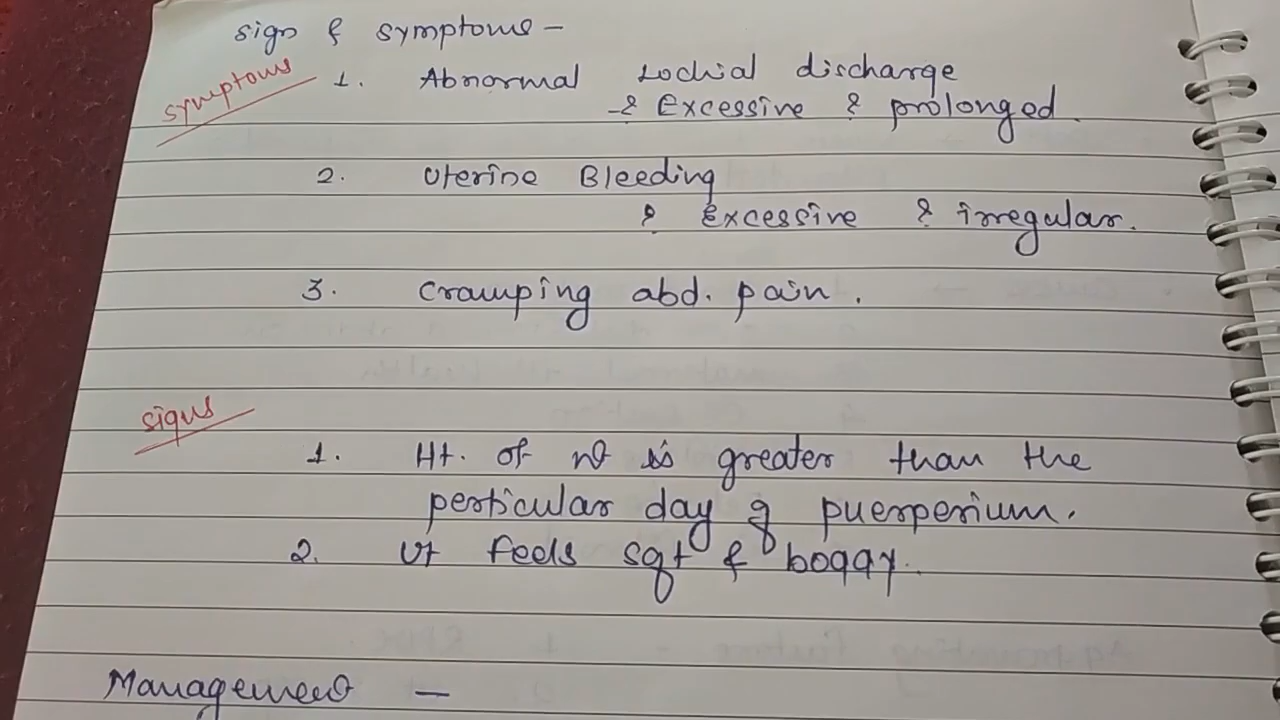 sign & symptoms -
symptoms
1. Abnormal Lochial discharge
-& Excessive & prolonged.
2. Uterine Bleeding
& Excessive & irregular.
3. cramping abd. pain.
signs
1. Ht. of ut is greater than the
perticular day of puerperium.
2. Ut feels soft & boggy.
Management -